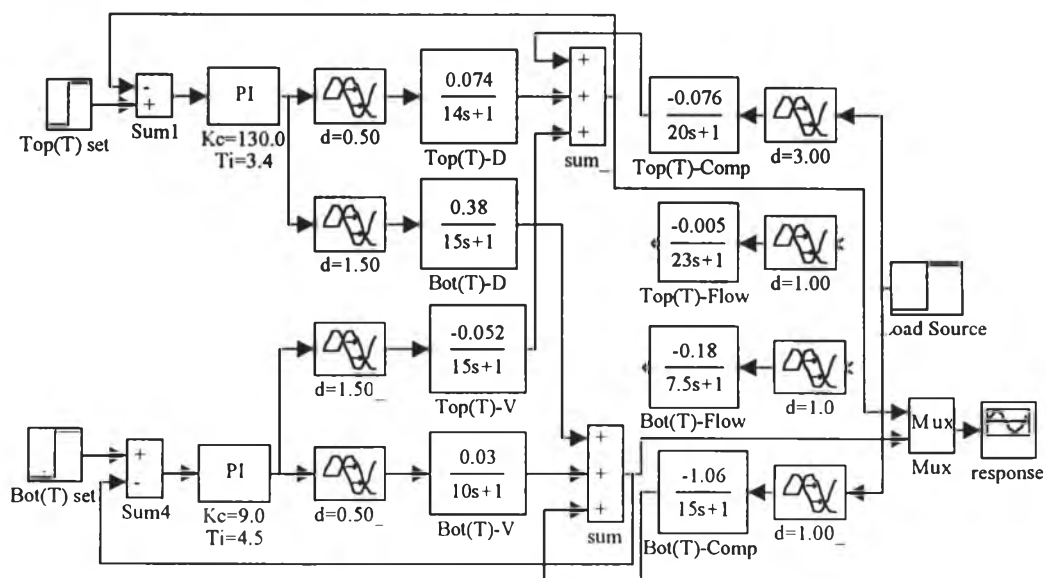 Top(T) set
-
+
Sum1
PI
Kc=130.0
Ti=3.4
d=0.50
0.074
14s+1
Top(T)-D
+
+
+
sum_
-0.076
20s+1
Top(T)-Comp
d=3.00
d=1.50
0.38
15s+1
Bot(T)-D
-0.005
23s+1
Top(T)-Flow
d=1.00
.oad Source
d=1.50_
-0.052
15s+1
Top(T)-V
-0.18
7.5s+1
Bot(T)-Flow
d=1.0
Mux
Mux
response
Bot(T) set
+
-
Sum4
PI
Kc=9.0
Ti=4.5
d=0.50_
0.03
10s+1
Bot(T)-V
+
+
+
sum
-1.06
15s+1
Bot(T)-Comp
d=1.00_